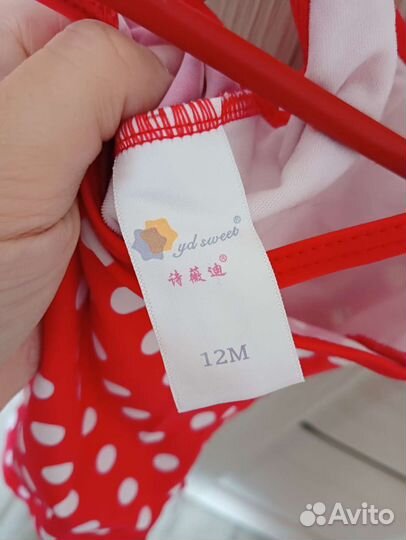 yd sweet®
诗薇迪®
12M
Avito